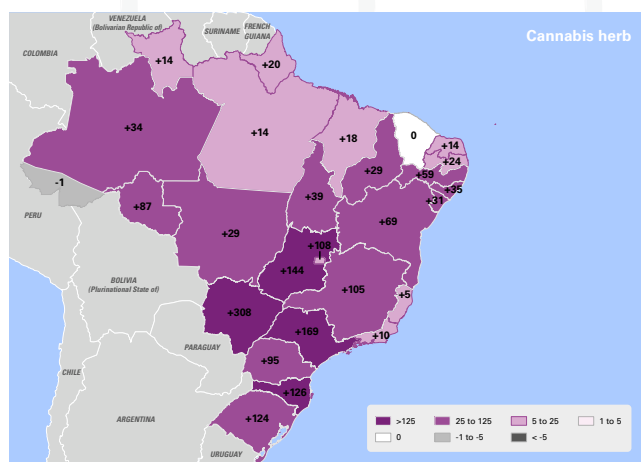 VENEZUELA
(Bolivarian Republic of)
SURINAME
FRENCH
GUIANA
Cannabis herb
COLOMBIA
+14
+20
+34
+14
+18
0
+14
+24
+29
+59
-1
+39
+35
+31
+87
+69
PERU
+29
+108
+144
BOLIVIA
(Plurinational State of)
+105
+5
+308
+169
+10
PARAGUAY
+95
CHILE
+126
ARGENTINA
+124
URUGUAY
>125
25 to 125
5 to 25
1 to 5
0
-1 to -5
< -5